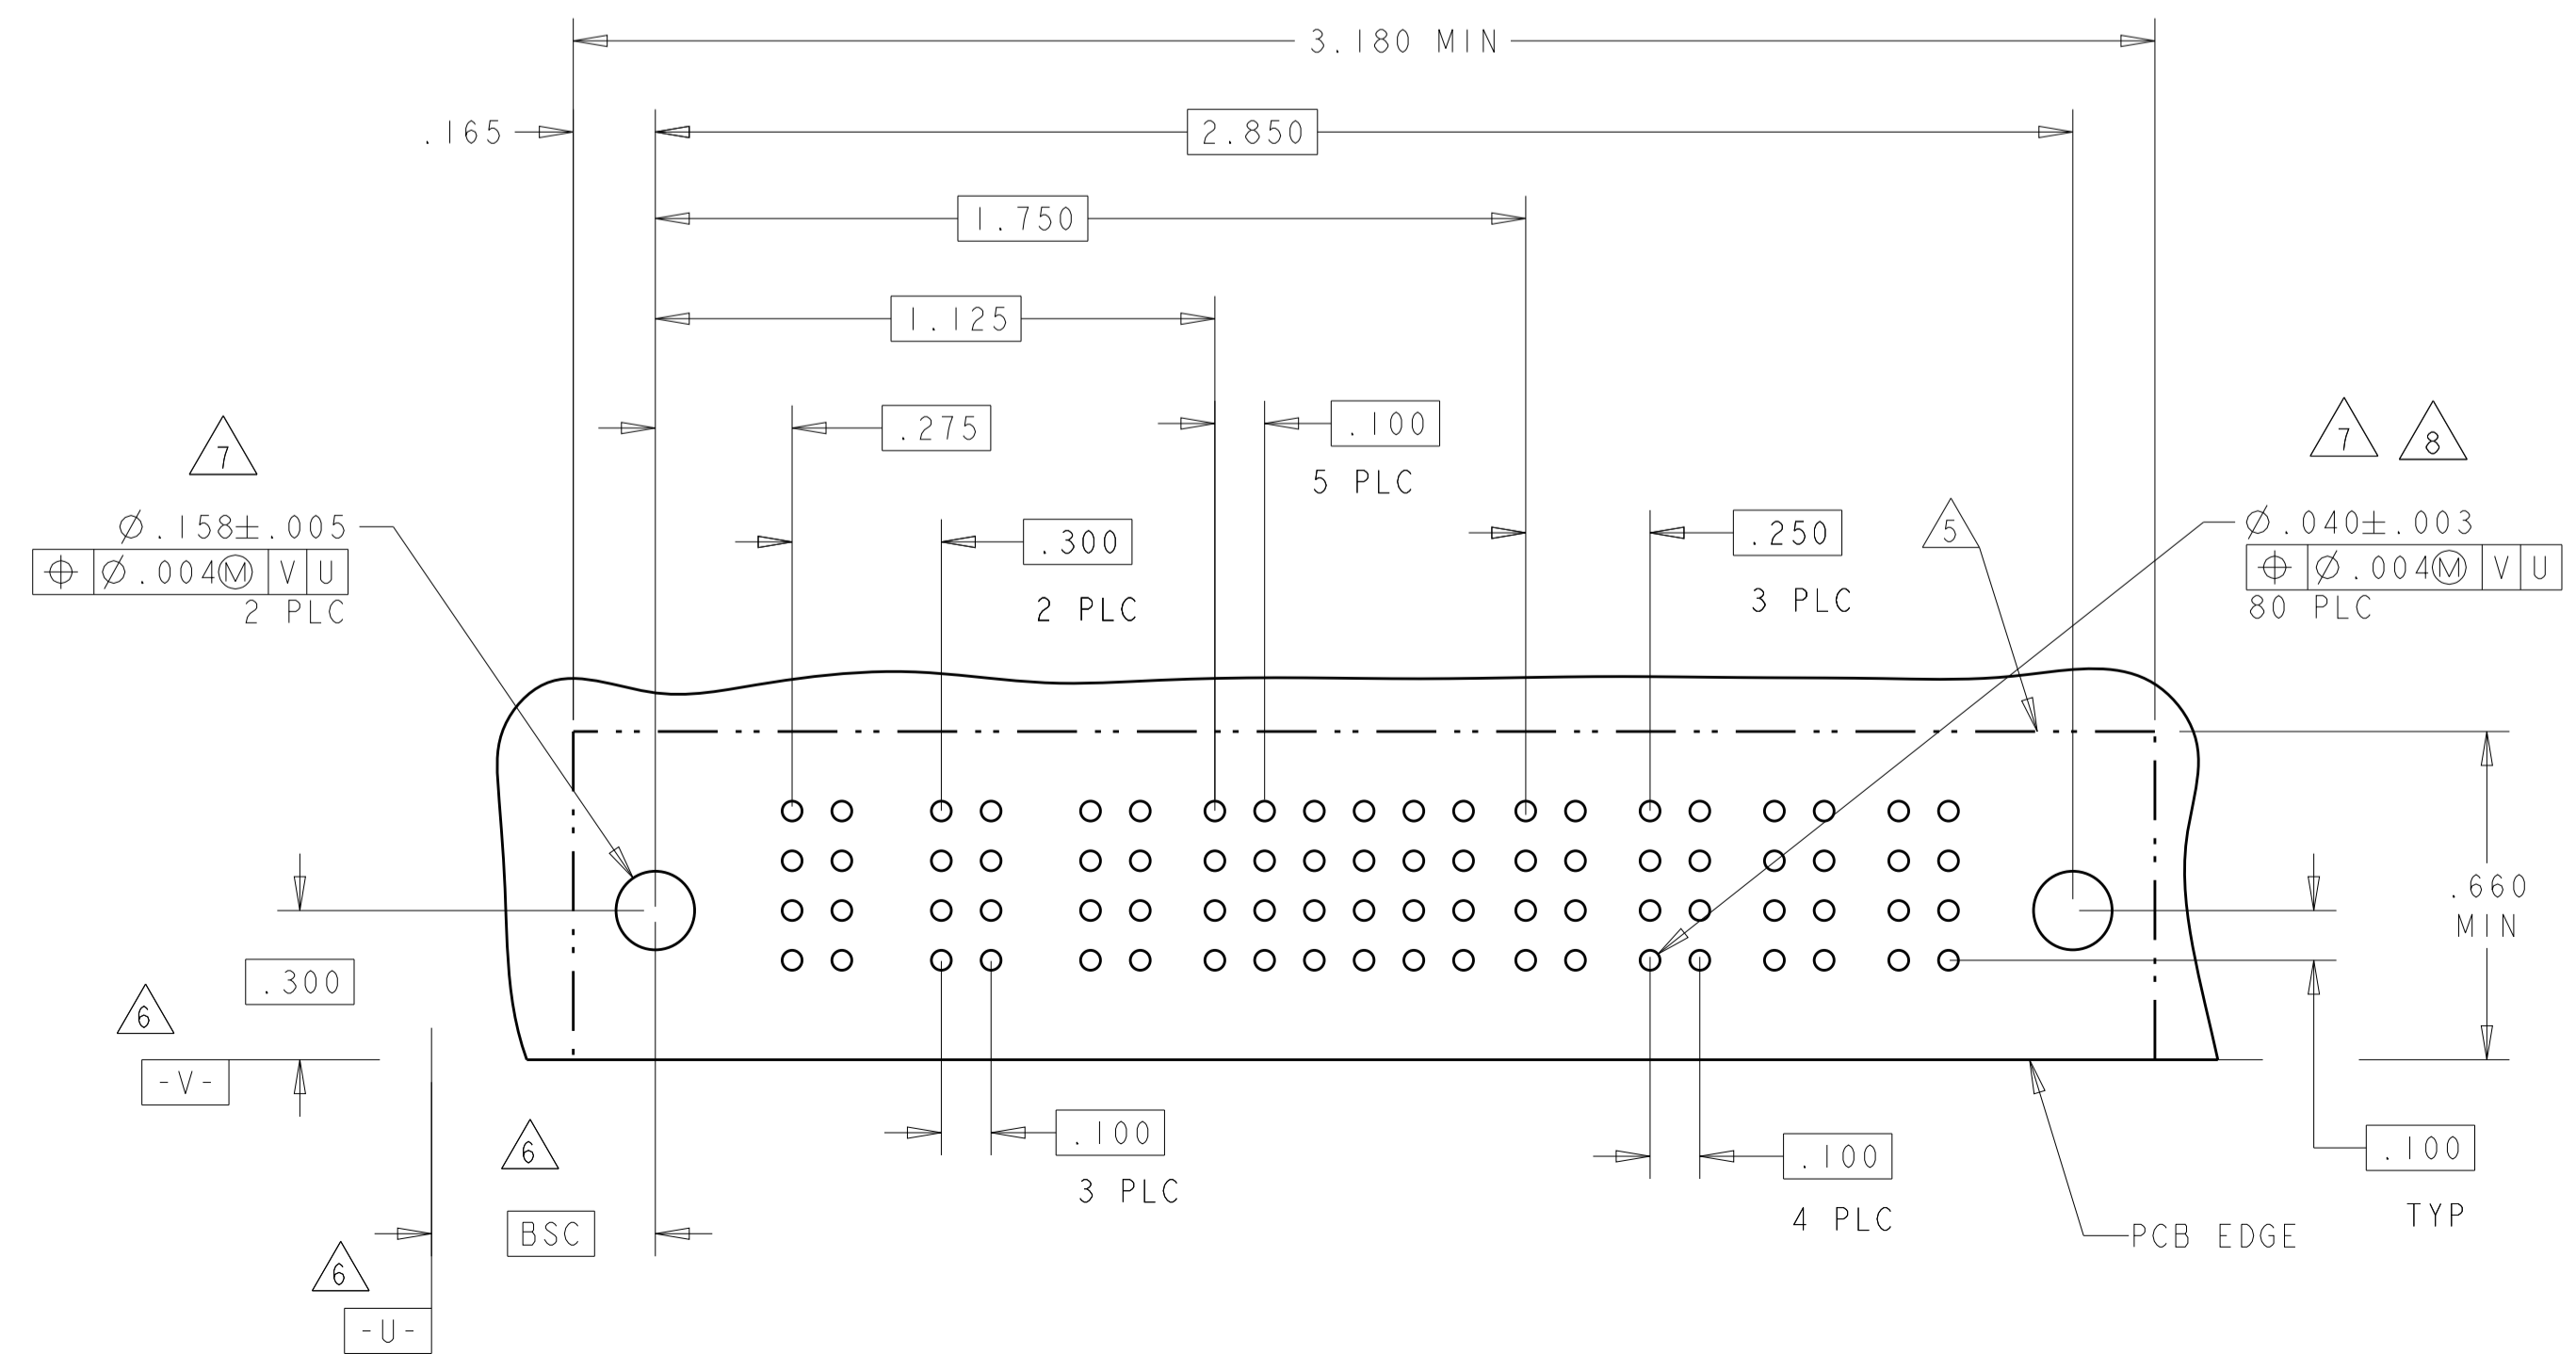 3.180 MIN
.165
2.850
1.750
1.125
.275
.100
5 PLC
7
7
8
Ø.158±.005
⌖ Ø.004Ⓜ V U
2 PLC
.300
2 PLC
.250
3 PLC
5
Ø.040±.003
⌖ Ø.004Ⓜ V U
80 PLC
.660
MIN
.300
6
-V-
6
BSC
6
-U-
.100
3 PLC
.100
4 PLC
PCB EDGE
.100
TYP